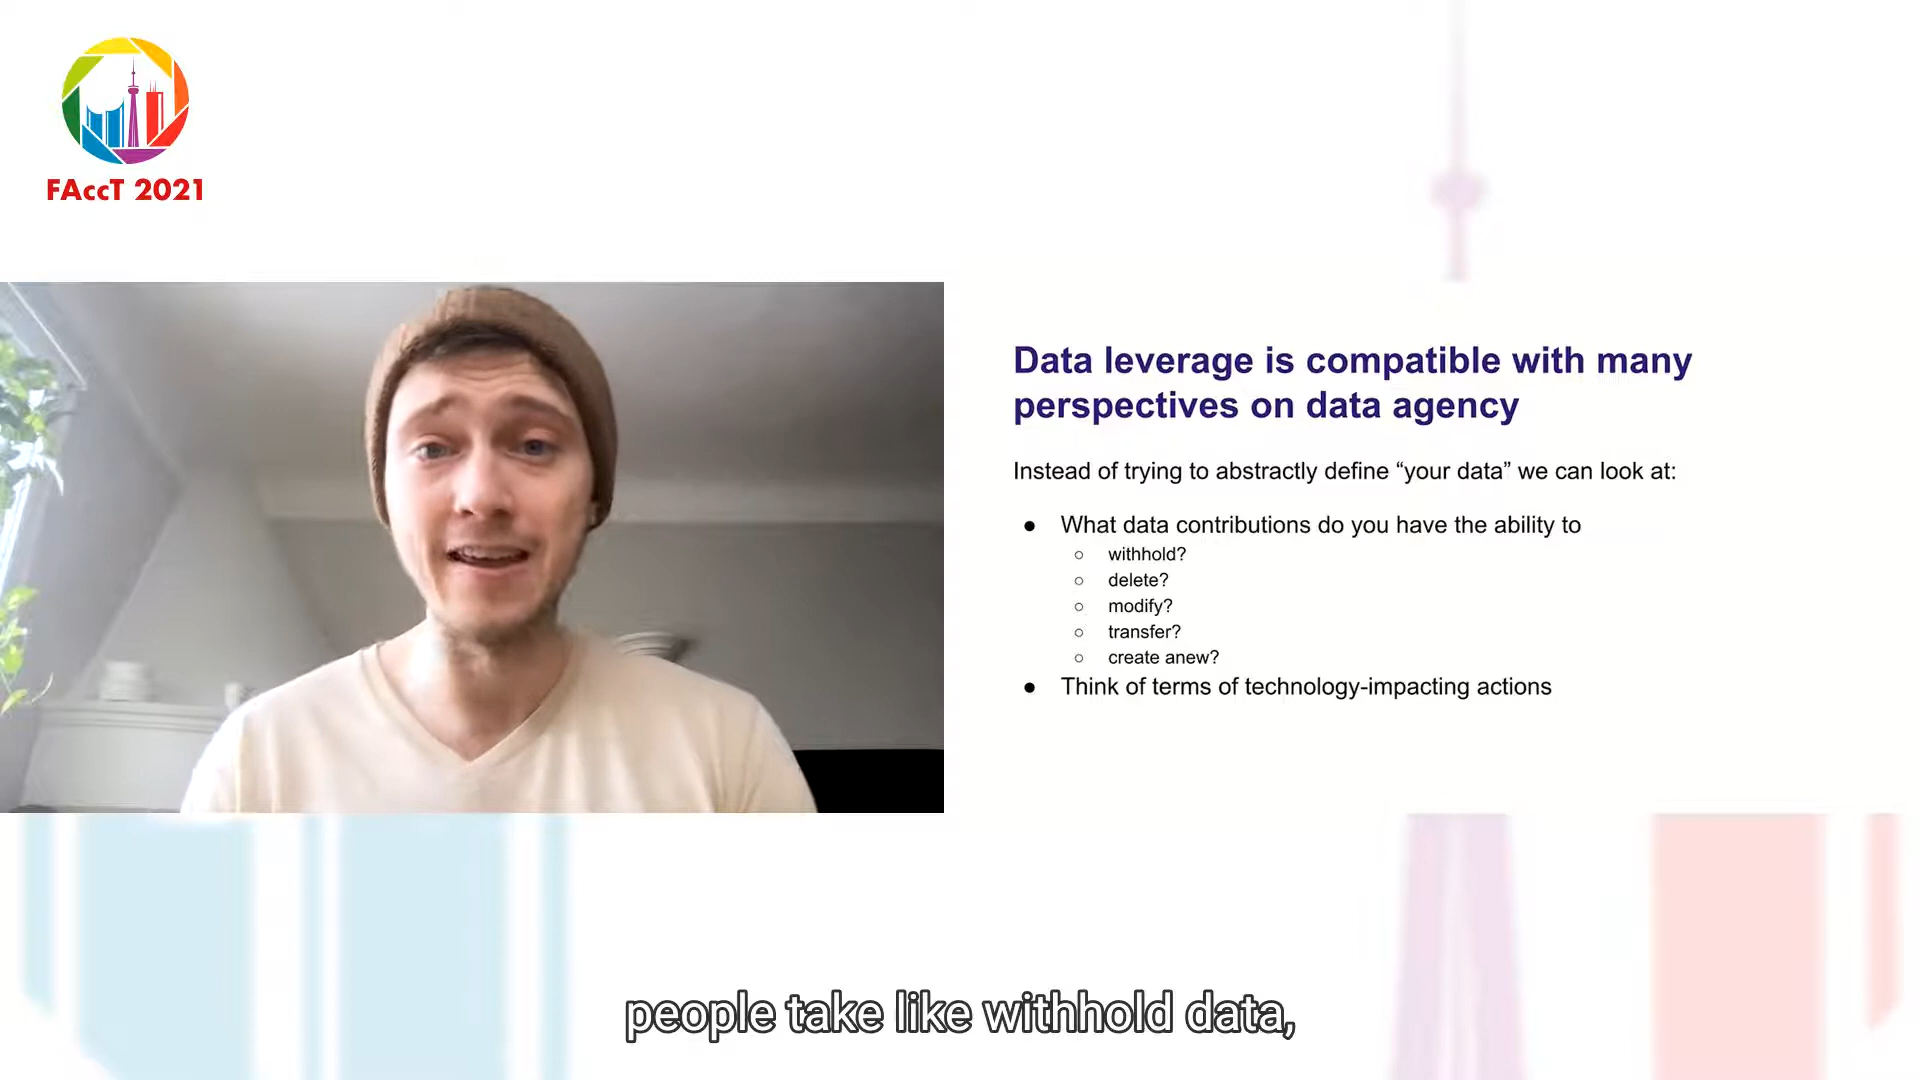 FAccT 2021
Data leverage is compatible with many
perspectives on data agency
Instead of trying to abstractly define “your data” we can look at:
● What data contributions do you have the ability to
○ withhold?
○ delete?
○ modify?
○ transfer?
○ create anew?
● Think of terms of technology-impacting actions
people take like withhold data,